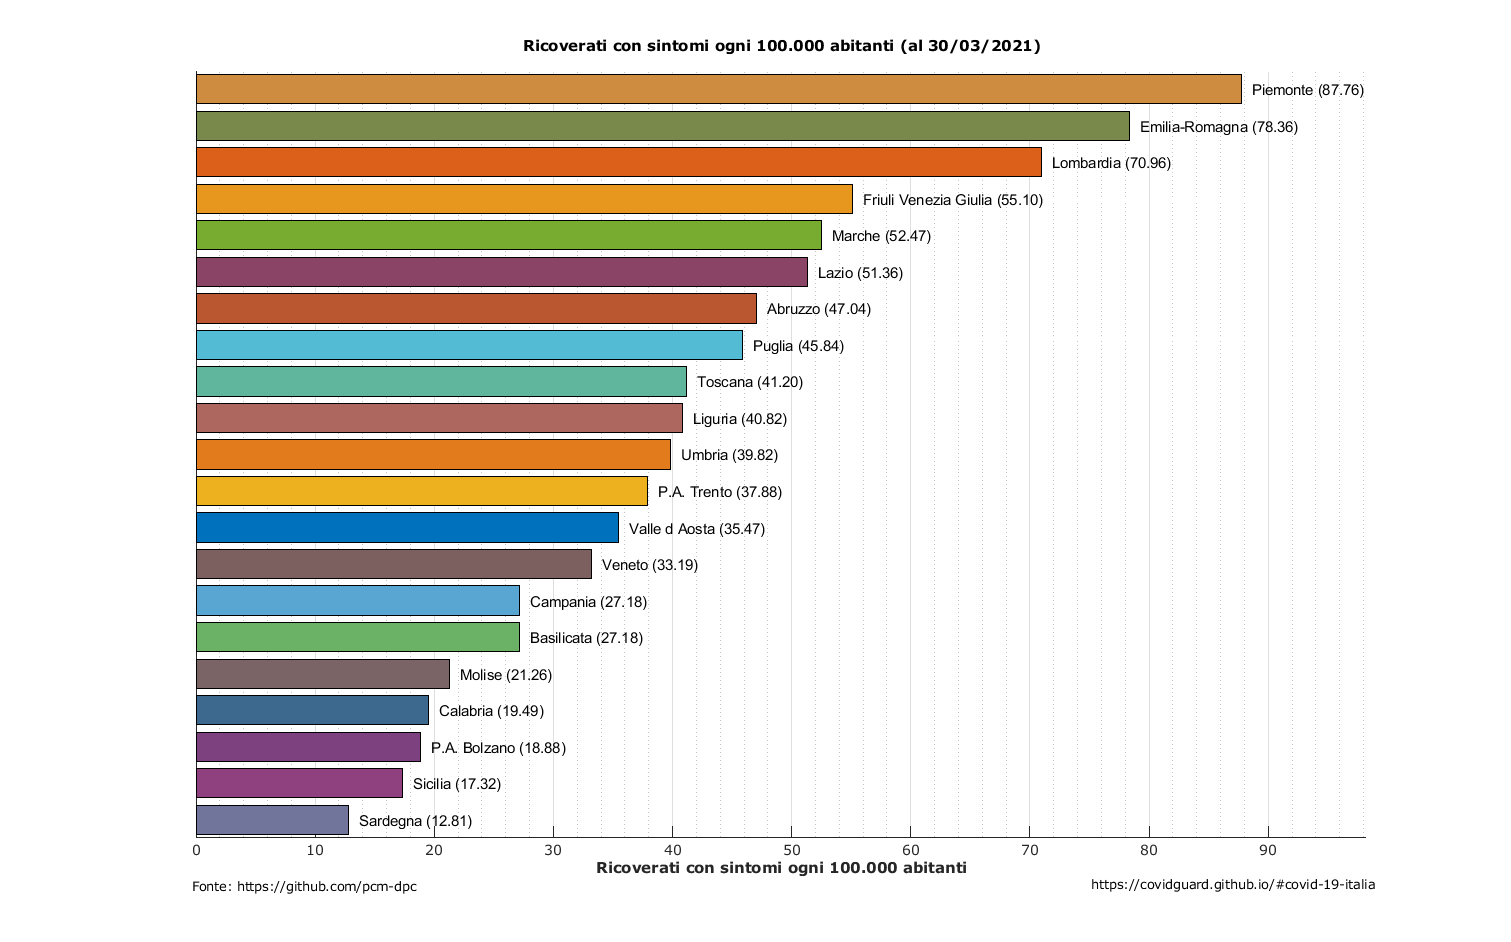 Ricoverati con sintomi ogni 100.000 abitanti (al 30/03/2021)
Piemonte (87.76)
Emilia-Romagna (78.36)
Lombardia (70.96)
Friuli Venezia Giulia (55.10)
Marche (52.47)
Lazio (51.36)
Abruzzo (47.04)
Puglia (45.84)
Toscana (41.20)
Liguria (40.82)
Umbria (39.82)
P.A. Trento (37.88)
Valle d Aosta (35.47)
Veneto (33.19)
Campania (27.18)
Basilicata (27.18)
Molise (21.26)
Calabria (19.49)
P.A. Bolzano (18.88)
Sicilia (17.32)
Sardegna (12.81)
0 10 20 30 40 50 60 70 80 90
Ricoverati con sintomi ogni 100.000 abitanti
Fonte: https://github.com/pcm-dpc
https://covidguard.github.io/#covid-19-italia